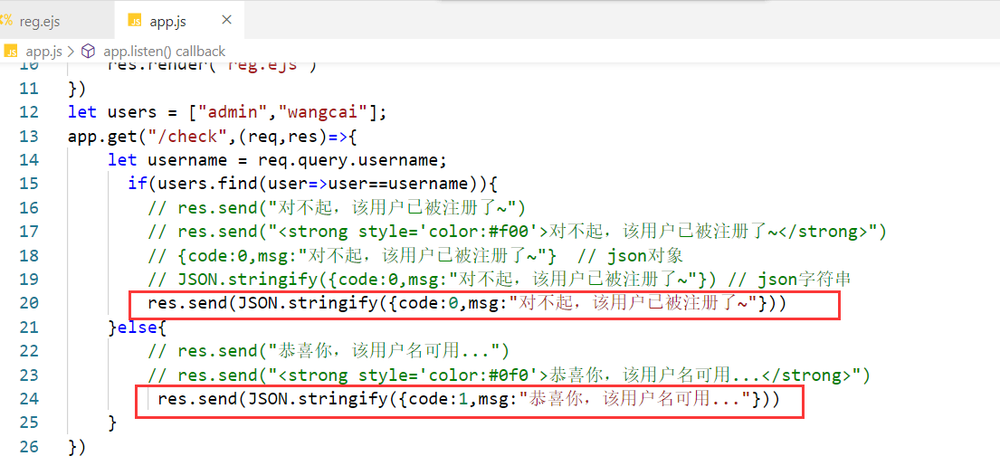 reg.ejs
JS app.js
JS app.js > app.listen() callback
10 res.render("reg.ejs")
11 })
12 let users = ["admin","wangcai"];
13 app.get("/check",(req,res)=>{
14 let username = req.query.username;
15 if(users.find(user=>user==username)){
16 // res.send("对不起，该用户已被注册了~")
17 // res.send("<strong style='color:#f00'>对不起，该用户已被注册了~</strong>")
18 // {code:0,msg:"对不起，该用户已被注册了~"} // json对象
19 // JSON.stringify({code:0,msg:"对不起，该用户已被注册了~"}) // json字符串
20 res.send(JSON.stringify({code:0,msg:"对不起，该用户已被注册了~"}))
21 }else{
22 // res.send("恭喜你，该用户名可用...")
23 // res.send("<strong style='color:#0f0'>恭喜你，该用户名可用...</strong>")
24 res.send(JSON.stringify({code:1,msg:"恭喜你，该用户名可用..."}))
25 }
26 })